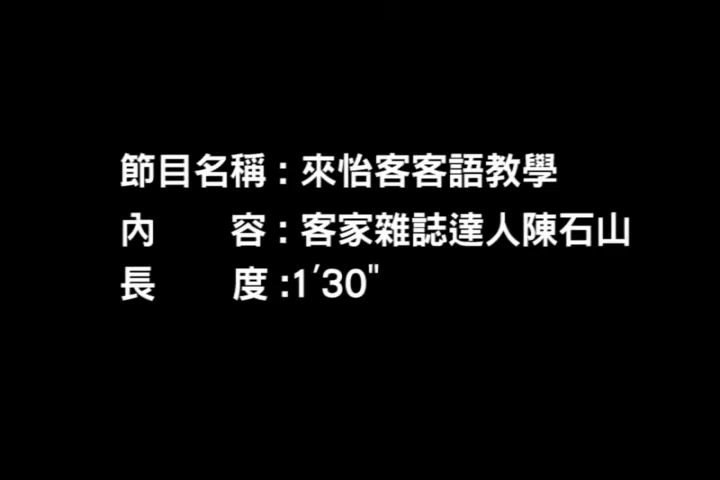 節目名稱 : 來怡客客語教學
內　　容 : 客家雜誌達人陳石山
長　　度 :1′30"